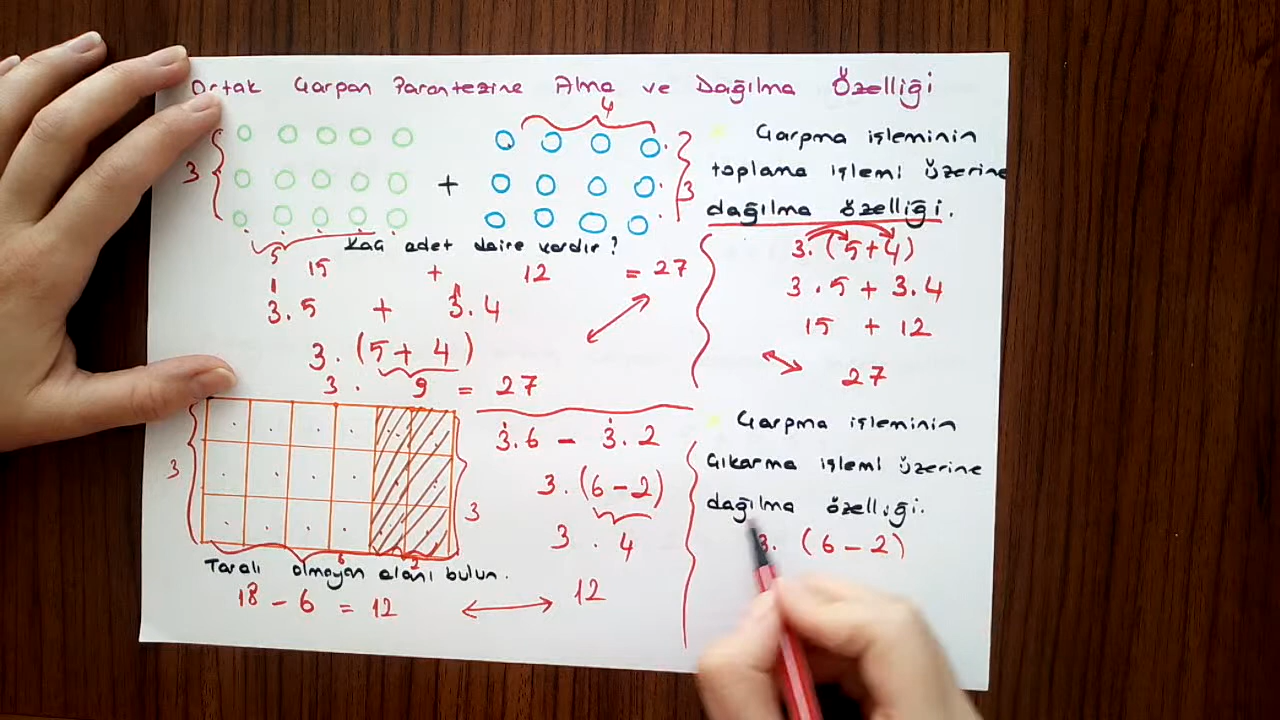 Ortak Çarpan Parantezine Alma ve Dağılma Özelliği
4
3
+
3
5
Kaç adet daire vardır?
15 + 12 = 27
3.5 + 3.4
3.(5+4)
3. 9 = 27
Çarpma işleminin
toplama işlemi üzerine
dağılma özelliği.
3.(5+4)
3.5 + 3.4
15 + 12
27
3
3
6
2
Taralı olmayan alanı bulun.
18 - 6 = 12
3.6 - 3.2
3.(6-2)
3 . 4
12
Çarpma işleminin
Çıkarma işlemi üzerine
dağılma özelliği.
3. (6-2)